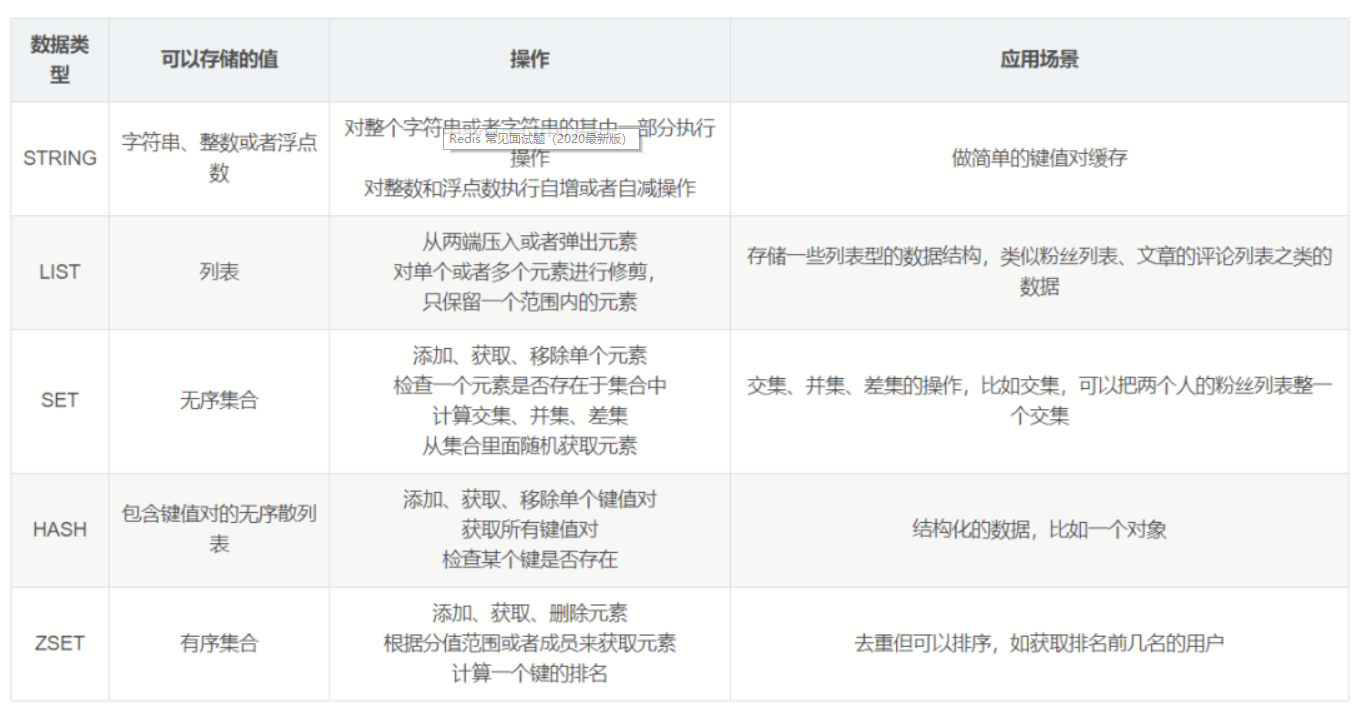 数据类
型
可以存储的值
操作
应用场景
STRING
字符串、整数或者浮点
数
对整个字符串或者字符串的其中一部分执行
Redis 常见面试题（2020最新版）
操作
对整数和浮点数执行自增或者自减操作
做简单的键值对缓存
LIST
列表
从两端压入或者弹出元素
对单个或者多个元素进行修剪，
只保留一个范围内的元素
存储一些列表型的数据结构，类似粉丝列表、文章的评论列表之类的
数据
SET
无序集合
添加、获取、移除单个元素
检查一个元素是否存在于集合中
计算交集、并集、差集
从集合里面随机获取元素
交集、并集、差集的操作，比如交集，可以把两个人的粉丝列表整一
个交集
HASH
包含键值对的无序散列
表
添加、获取、移除单个键值对
获取所有键值对
检查某个键是否存在
结构化的数据，比如一个对象
ZSET
有序集合
添加、获取、删除元素
根据分值范围或者成员来获取元素
计算一个键的排名
去重但可以排序，如获取排名前几名的用户